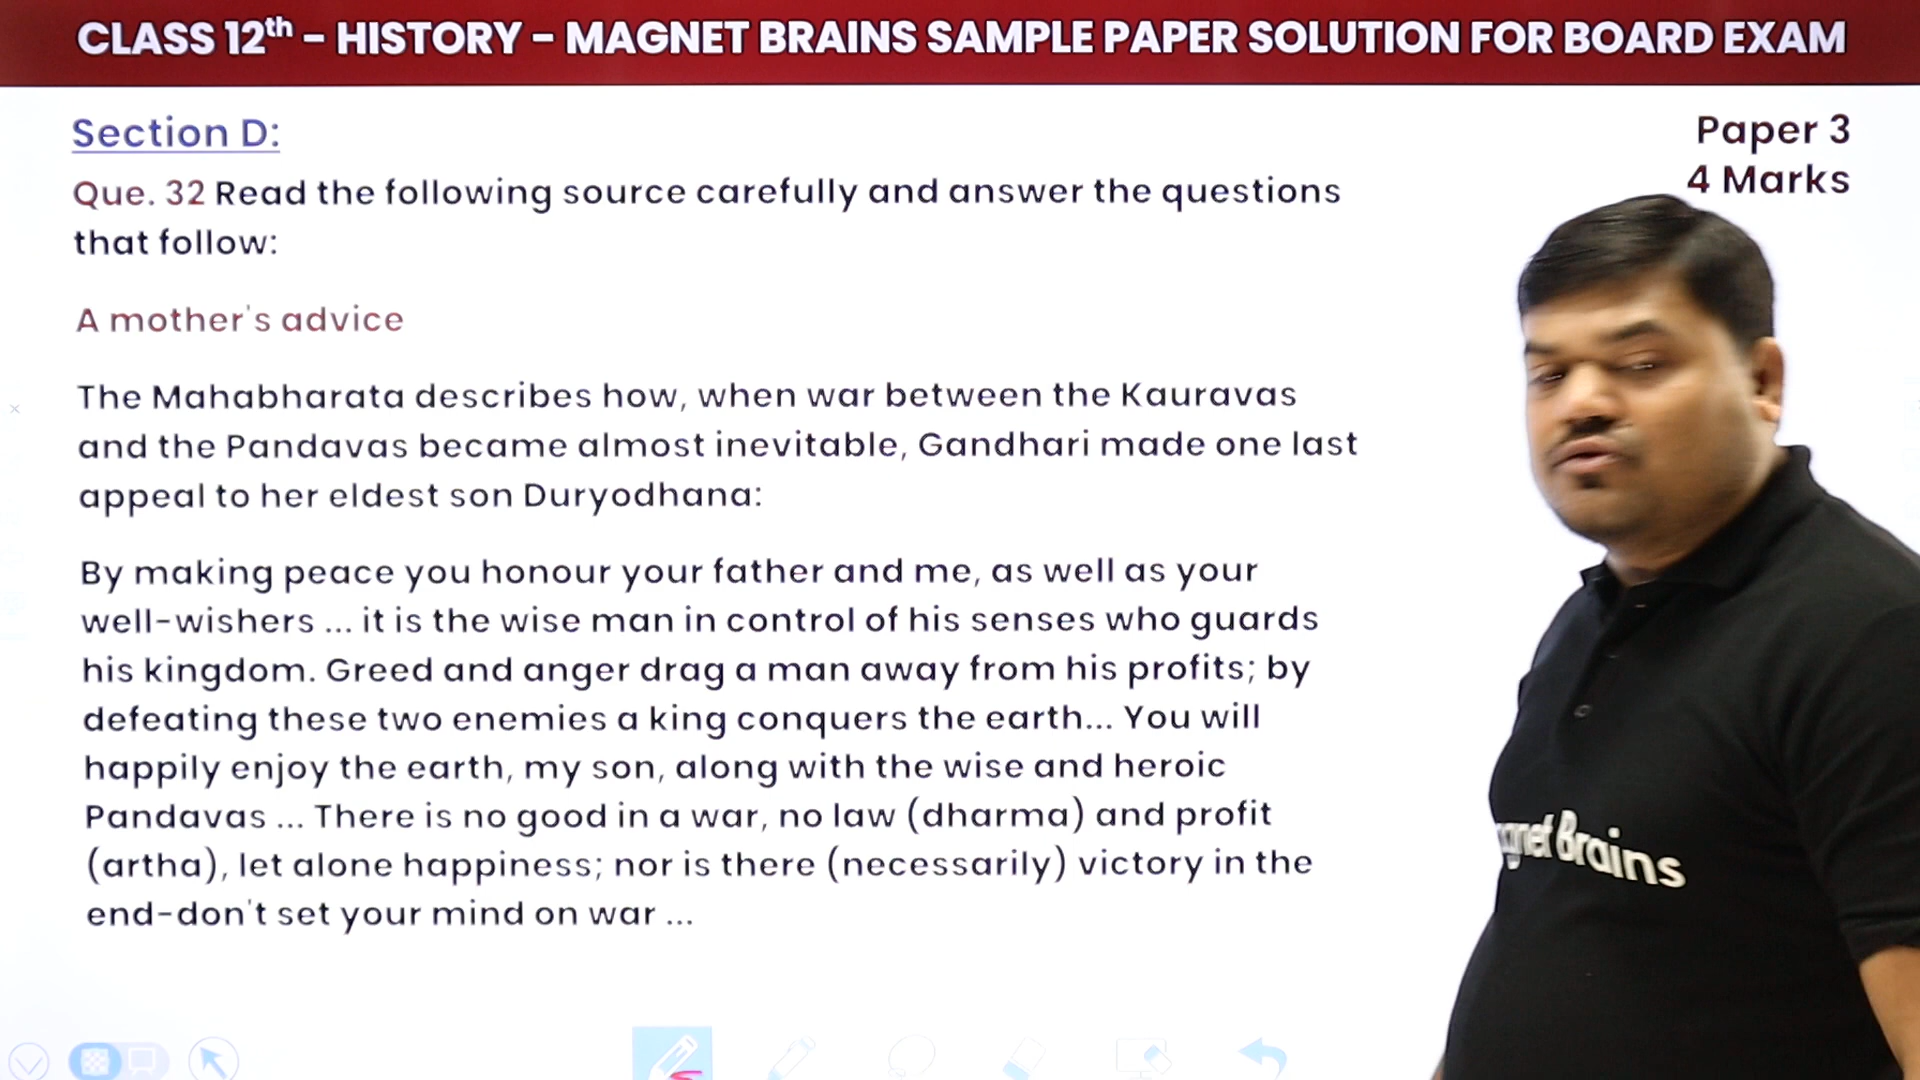 CLASS 12th - HISTORY - MAGNET BRAINS SAMPLE PAPER SOLUTION FOR BOARD EXAM
Section D:
Paper 3
4 Marks
Que. 32 Read the following source carefully and answer the questions
that follow:
A mother's advice
The Mahabharata describes how, when war between the Kauravas
and the Pandavas became almost inevitable, Gandhari made one last
appeal to her eldest son Duryodhana:
By making peace you honour your father and me, as well as your
well-wishers ... it is the wise man in control of his senses who guards
his kingdom. Greed and anger drag a man away from his profits; by
defeating these two enemies a king conquers the earth... You will
happily enjoy the earth, my son, along with the wise and heroic
Pandavas ... There is no good in a war, no law (dharma) and profit
(artha), let alone happiness; nor is there (necessarily) victory in the
end-don't set your mind on war ...
gnet Brains